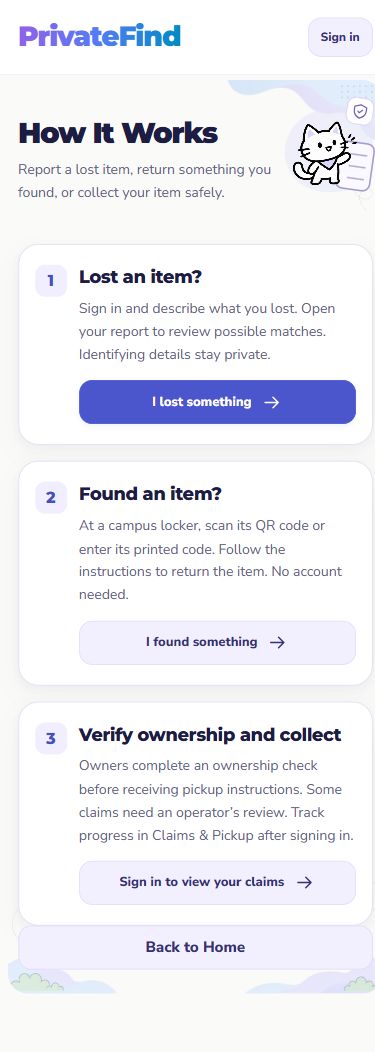 PrivateFind
Sign in
How It Works
Report a lost item, return something you
found, or collect your item safely.
1
Lost an item?
Sign in and describe what you lost. Open
your report to review possible matches.
Identifying details stay private.
I lost something →
2
Found an item?
At a campus locker, scan its QR code or
enter its printed code. Follow the
instructions to return the item. No account
needed.
I found something →
3
Verify ownership and collect
Owners complete an ownership check
before receiving pickup instructions. Some
claims need an operator’s review. Track
progress in Claims & Pickup after signing in.
Sign in to view your claims →
Back to Home